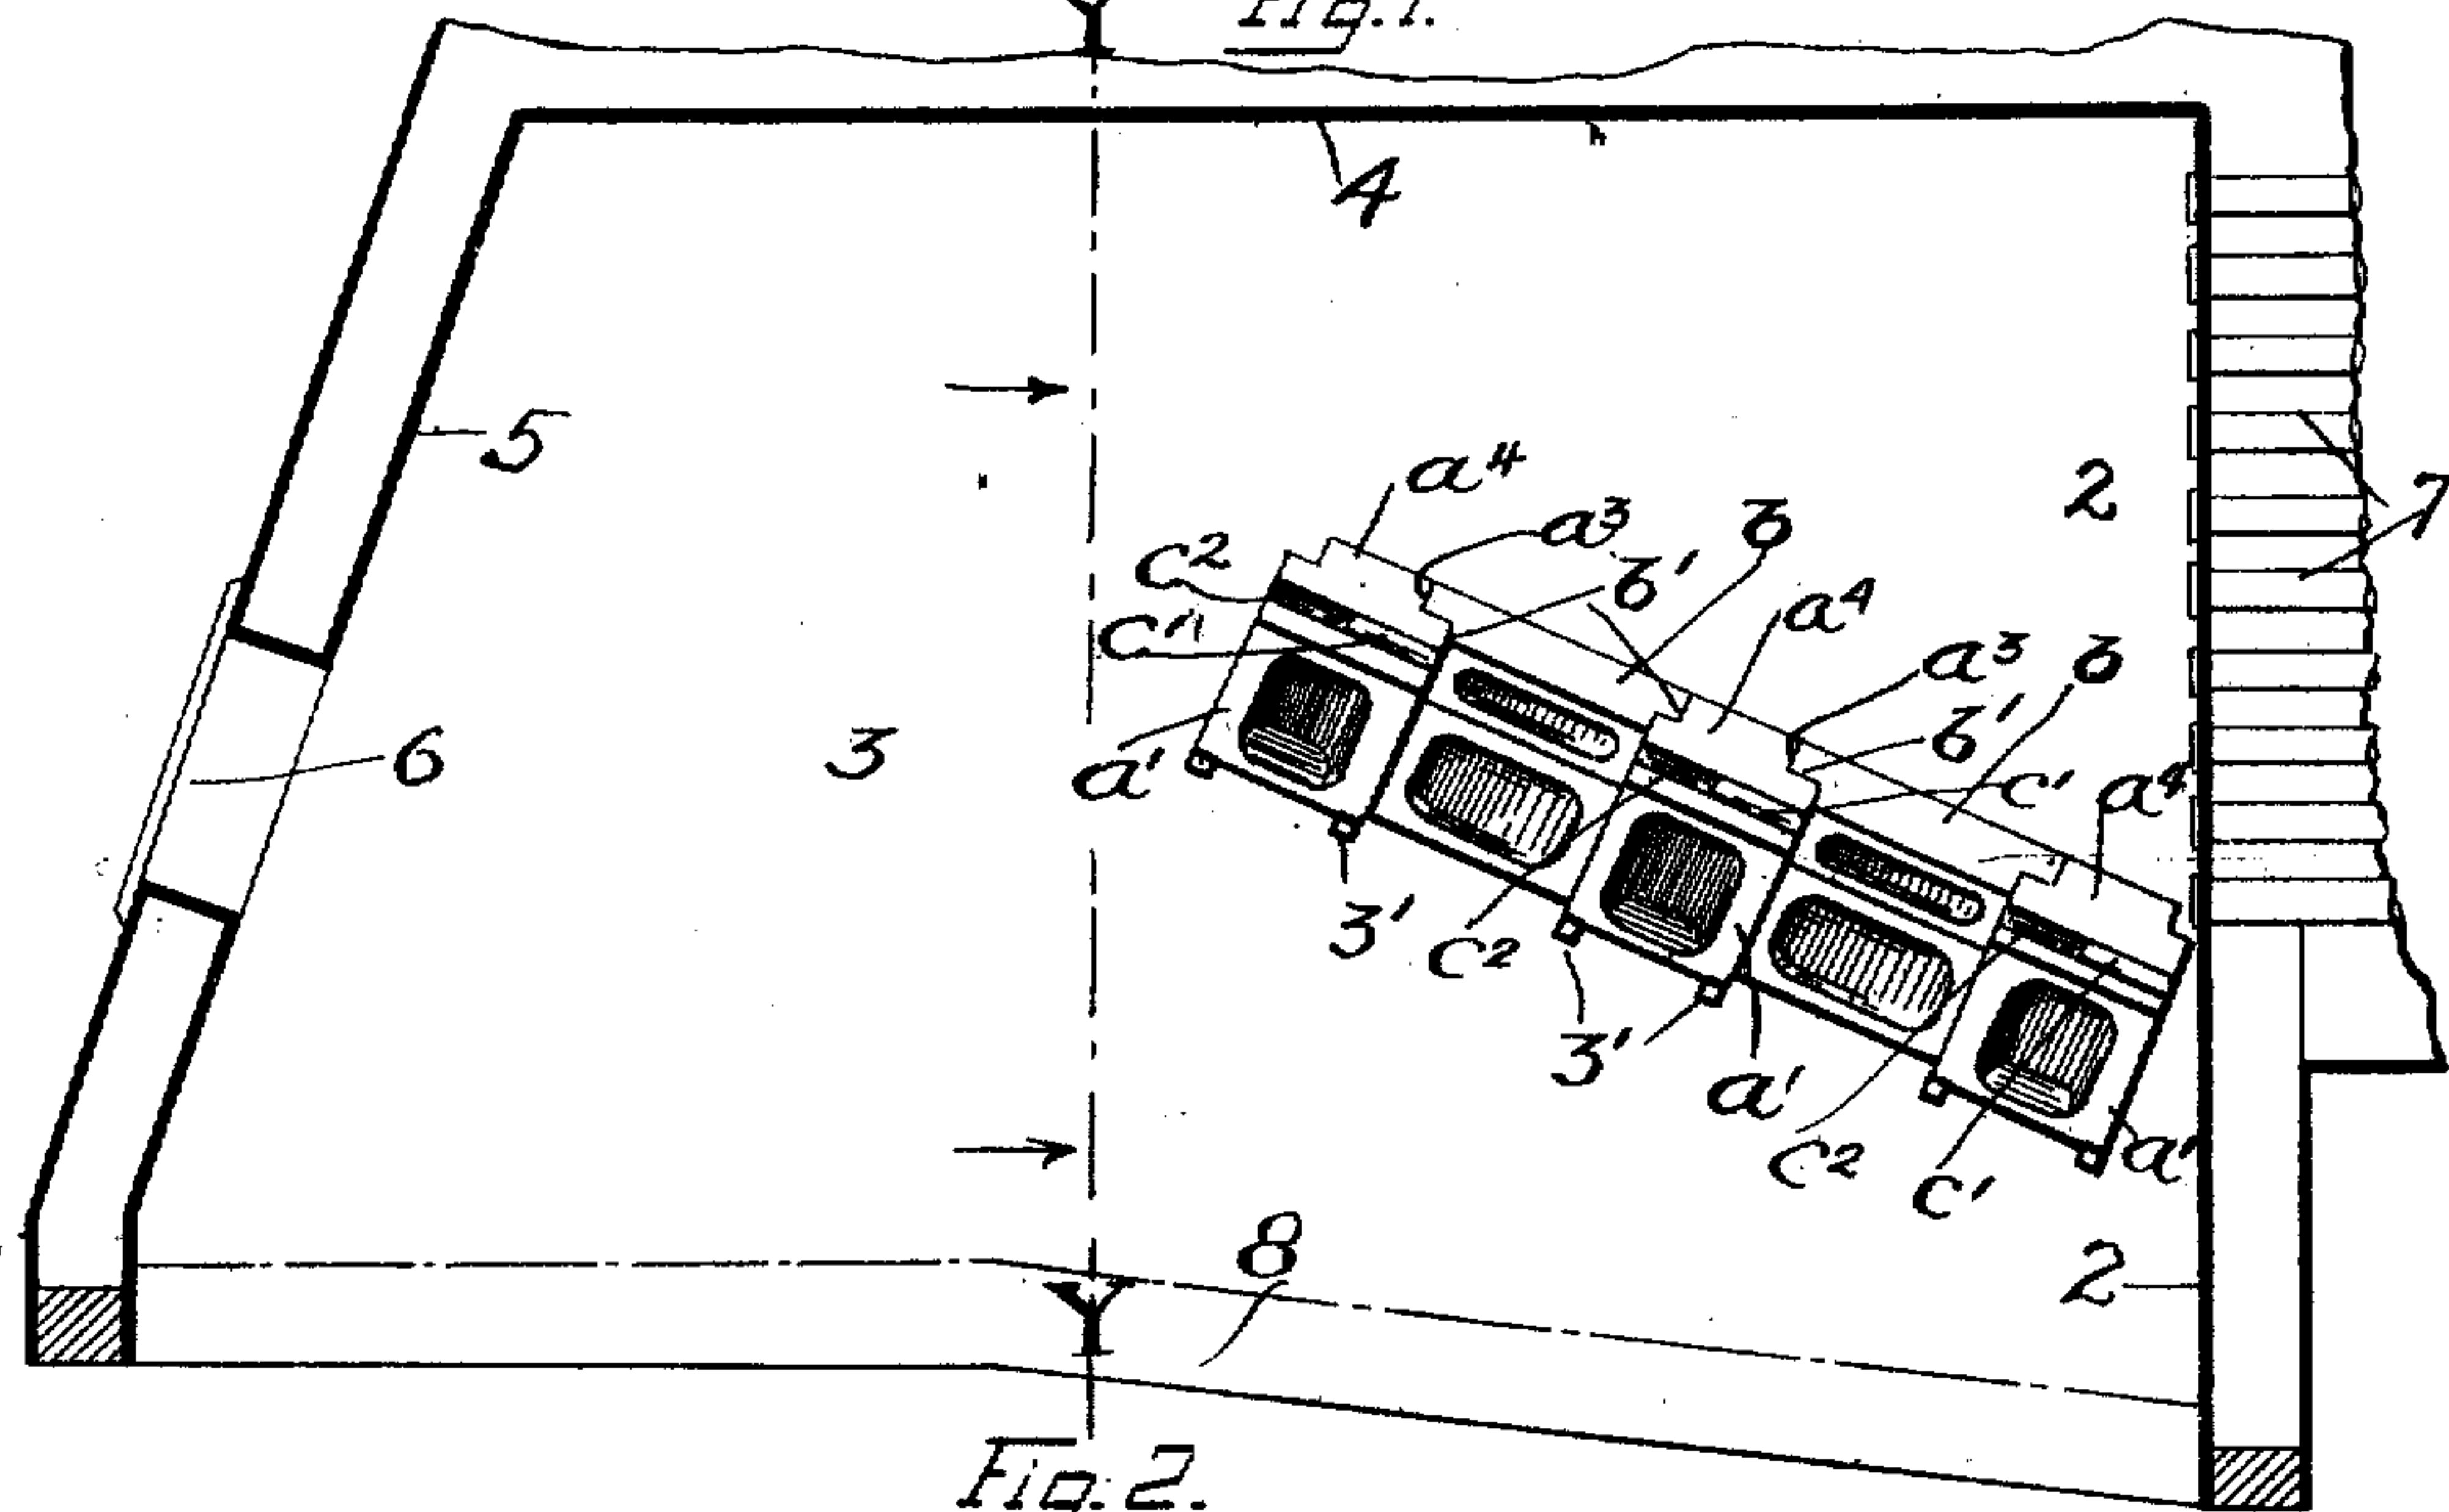 Y Fig. 1.
4
5
a⁴
2
a³ b
7
c² b'
a⁴
c'
a³ b
6 3
b'
a'
c' a⁴
3' c²
3'
a'
a'
c² c'
8
2
Y
Fig. 2.